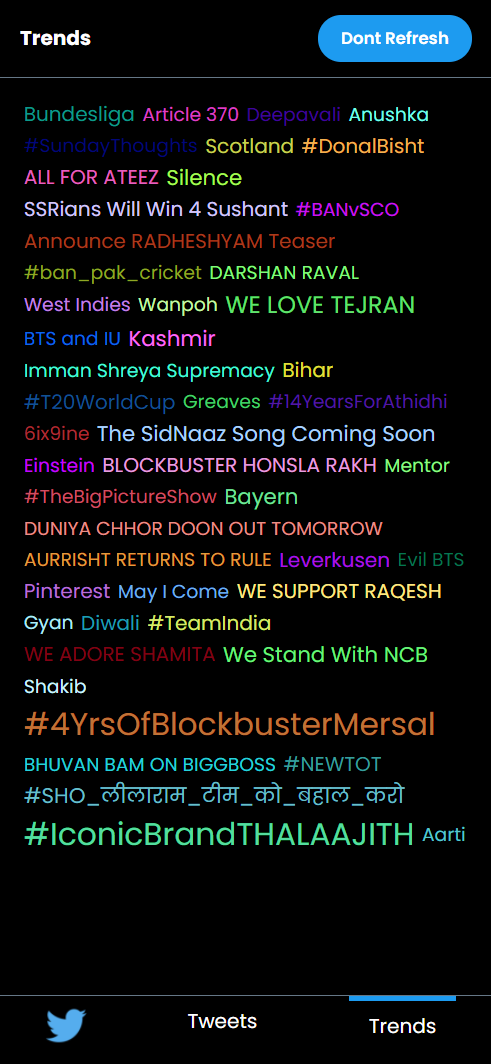 Trends Dont Refresh
Bundesliga Article 370 Deepavali Anushka
#SundayThoughts Scotland #DonalBisht
ALL FOR ATEEZ Silence
SSRians Will Win 4 Sushant #BANvSCO
Announce RADHESHYAM Teaser
#ban_pak_cricket DARSHAN RAVAL
West Indies Wanpoh WE LOVE TEJRAN
BTS and IU Kashmir
Imman Shreya Supremacy Bihar
#T20WorldCup Greaves #14YearsForAthidhi
6ix9ine The SidNaaz Song Coming Soon
Einstein BLOCKBUSTER HONSLA RAKH Mentor
#TheBigPictureShow Bayern
DUNIYA CHHOR DOON OUT TOMORROW
AURRISHT RETURNS TO RULE Leverkusen Evil BTS
Pinterest May I Come WE SUPPORT RAQESH
Gyan Diwali #TeamIndia
WE ADORE SHAMITA We Stand With NCB
Shakib
#4YrsOfBlockbusterMersal
BHUVAN BAM ON BIGGBOSS #NEWTOT
#SHO_लीलाराम_टीम_को_बहाल_करो
#IconicBrandTHALAAJITH Aarti
Tweets Trends